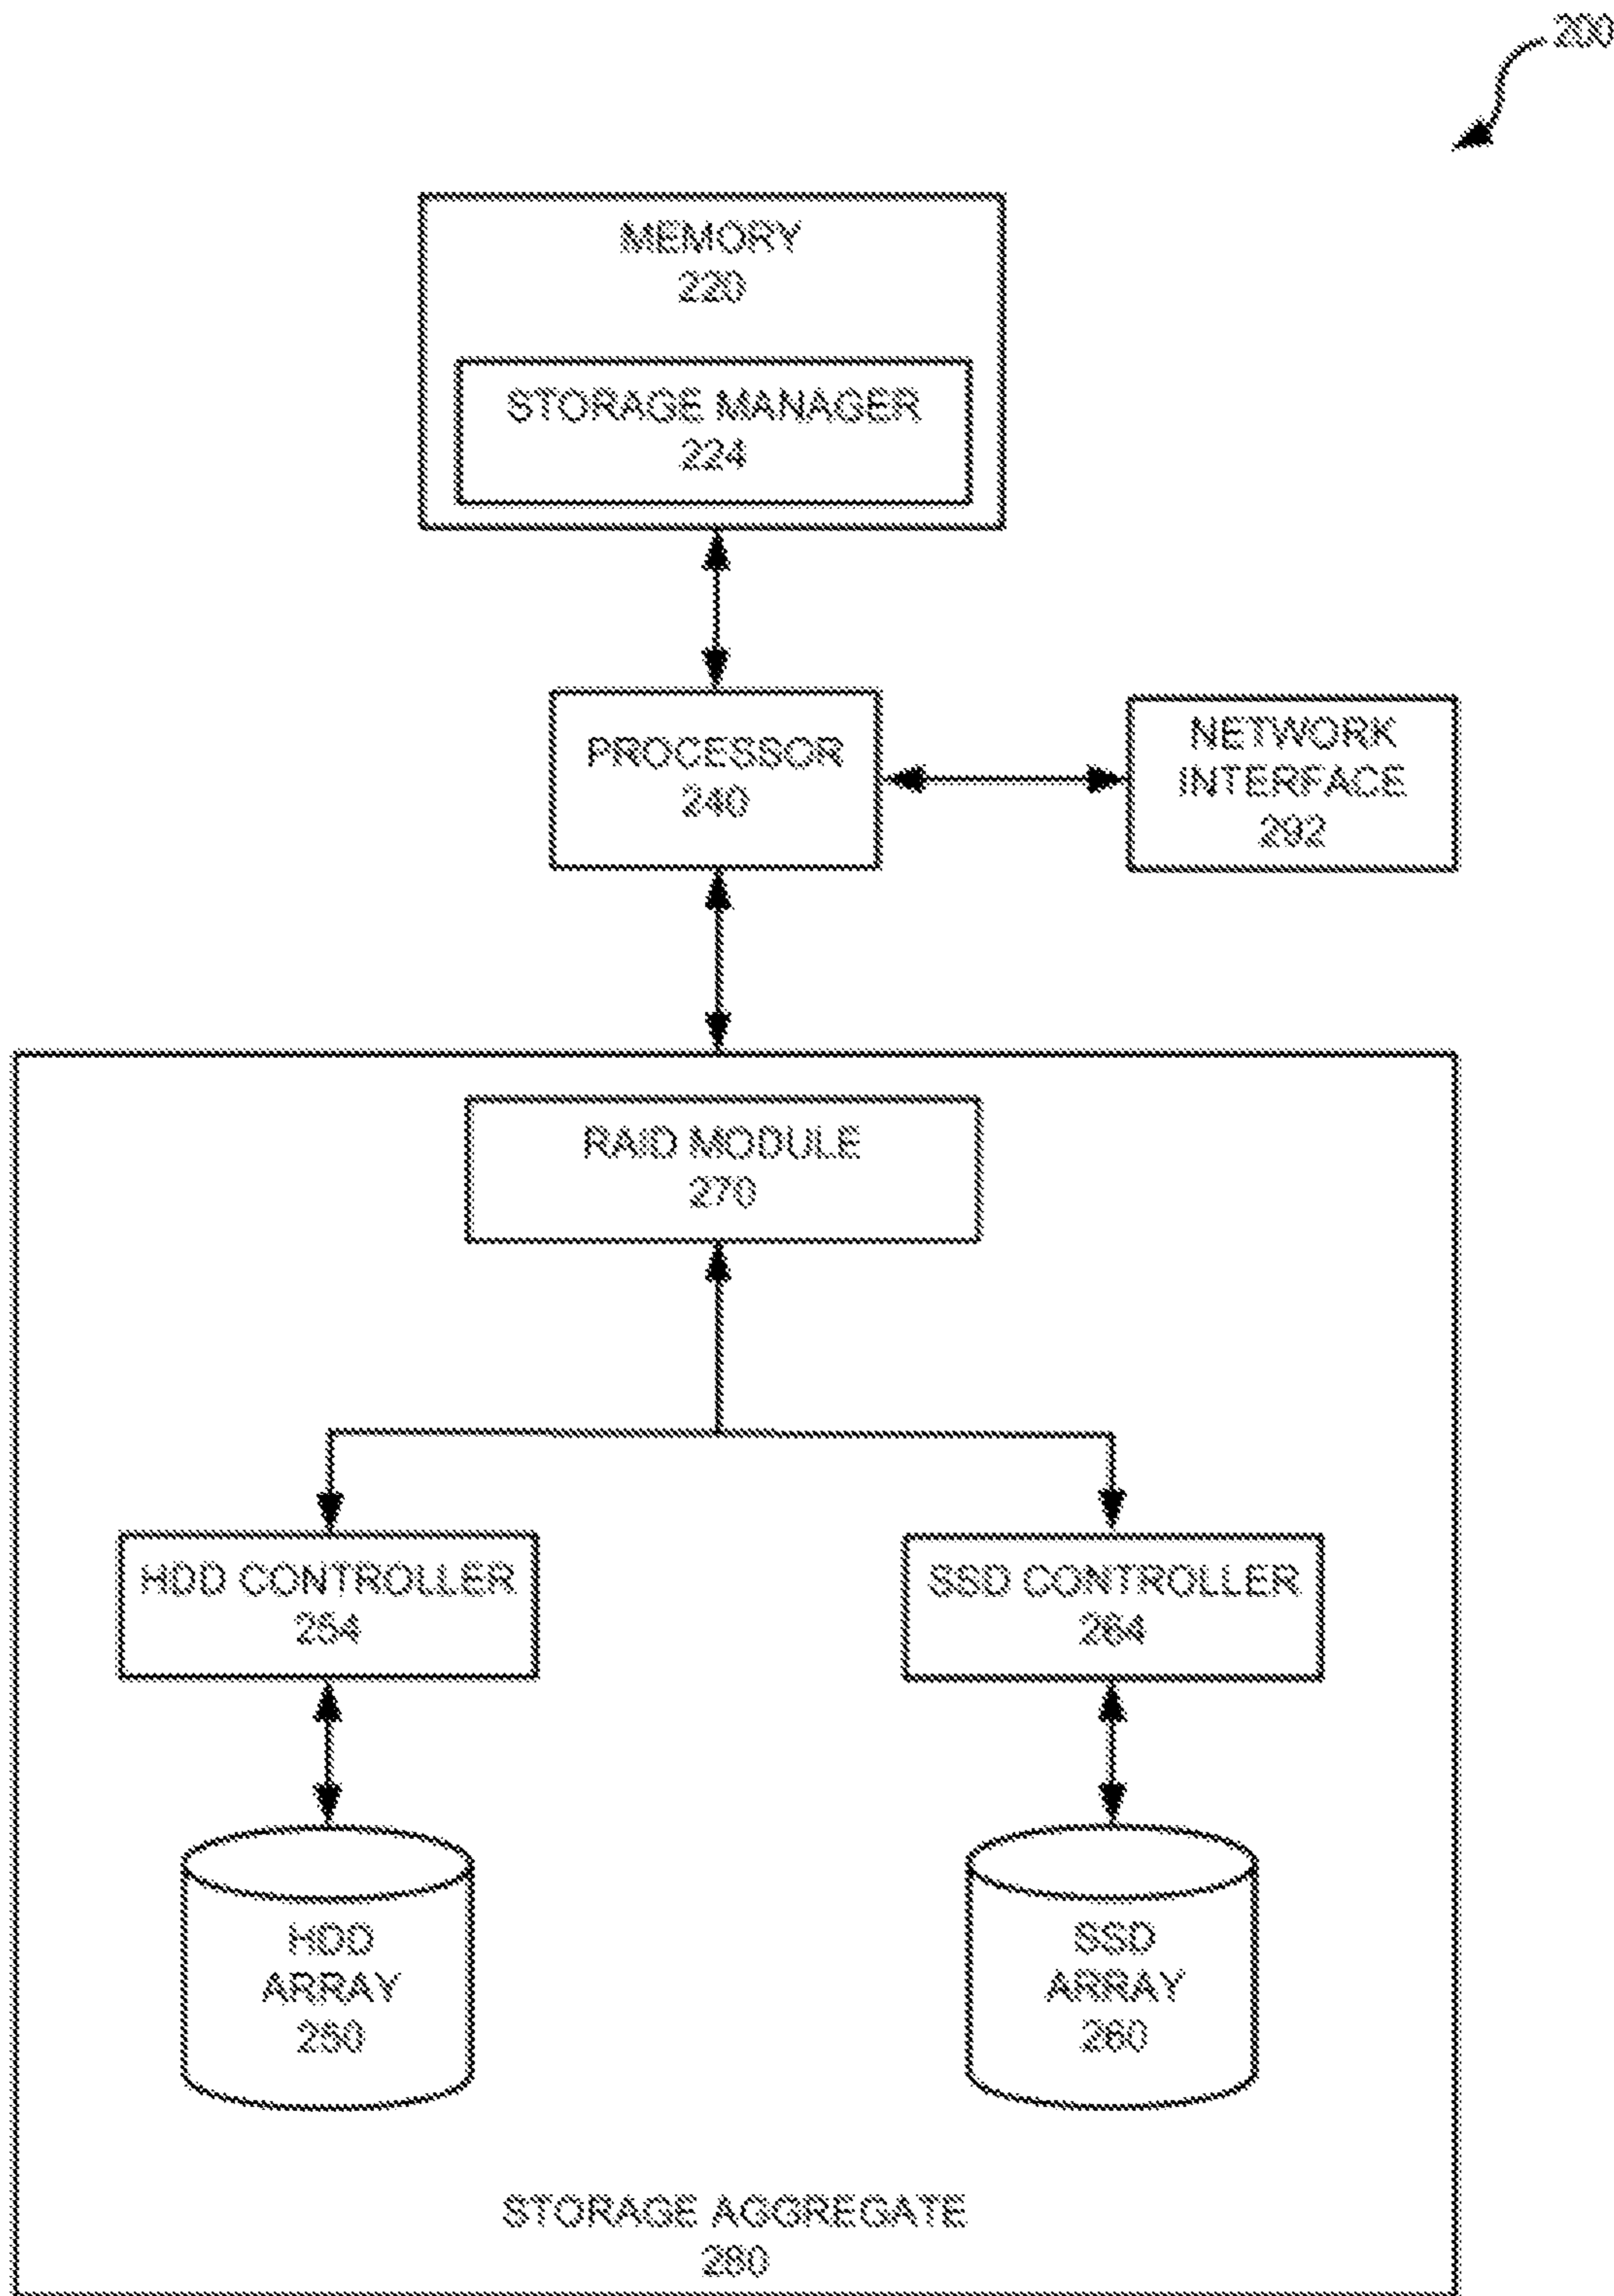 200
MEMORY
220
STORAGE MANAGER
224
PROCESSOR
240
NETWORK
INTERFACE
292
RAID MODULE
270
HDD CONTROLLER
254
SSD CONTROLLER
264
HDD
ARRAY
250
SSD
ARRAY
260
STORAGE AGGREGATE
280